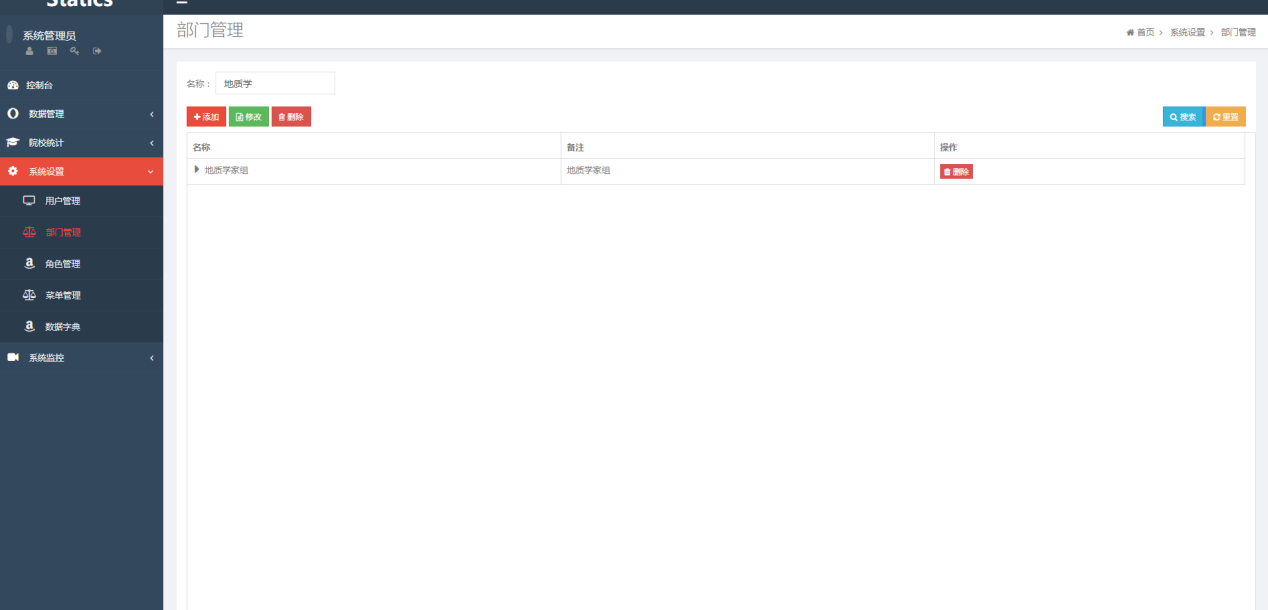 Statics
系统管理员
控制台
数据管理
院校统计
系统设置
用户管理
部门管理
角色管理
菜单管理
数据字典
系统监控
部门管理
首页 > 系统设置 > 部门管理
名称： 地质学
添加 修改 删除 搜索 重置
名称 备注 操作
地质学家组 地质学家组 删除